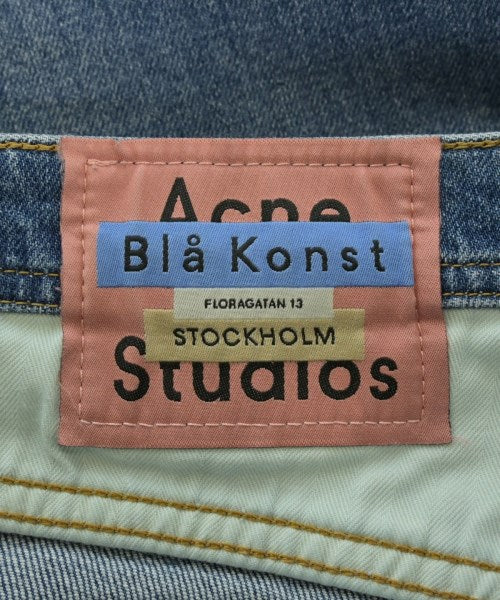 Acne
Blå Konst
FLORAGATAN 13
STOCKHOLM
Studios